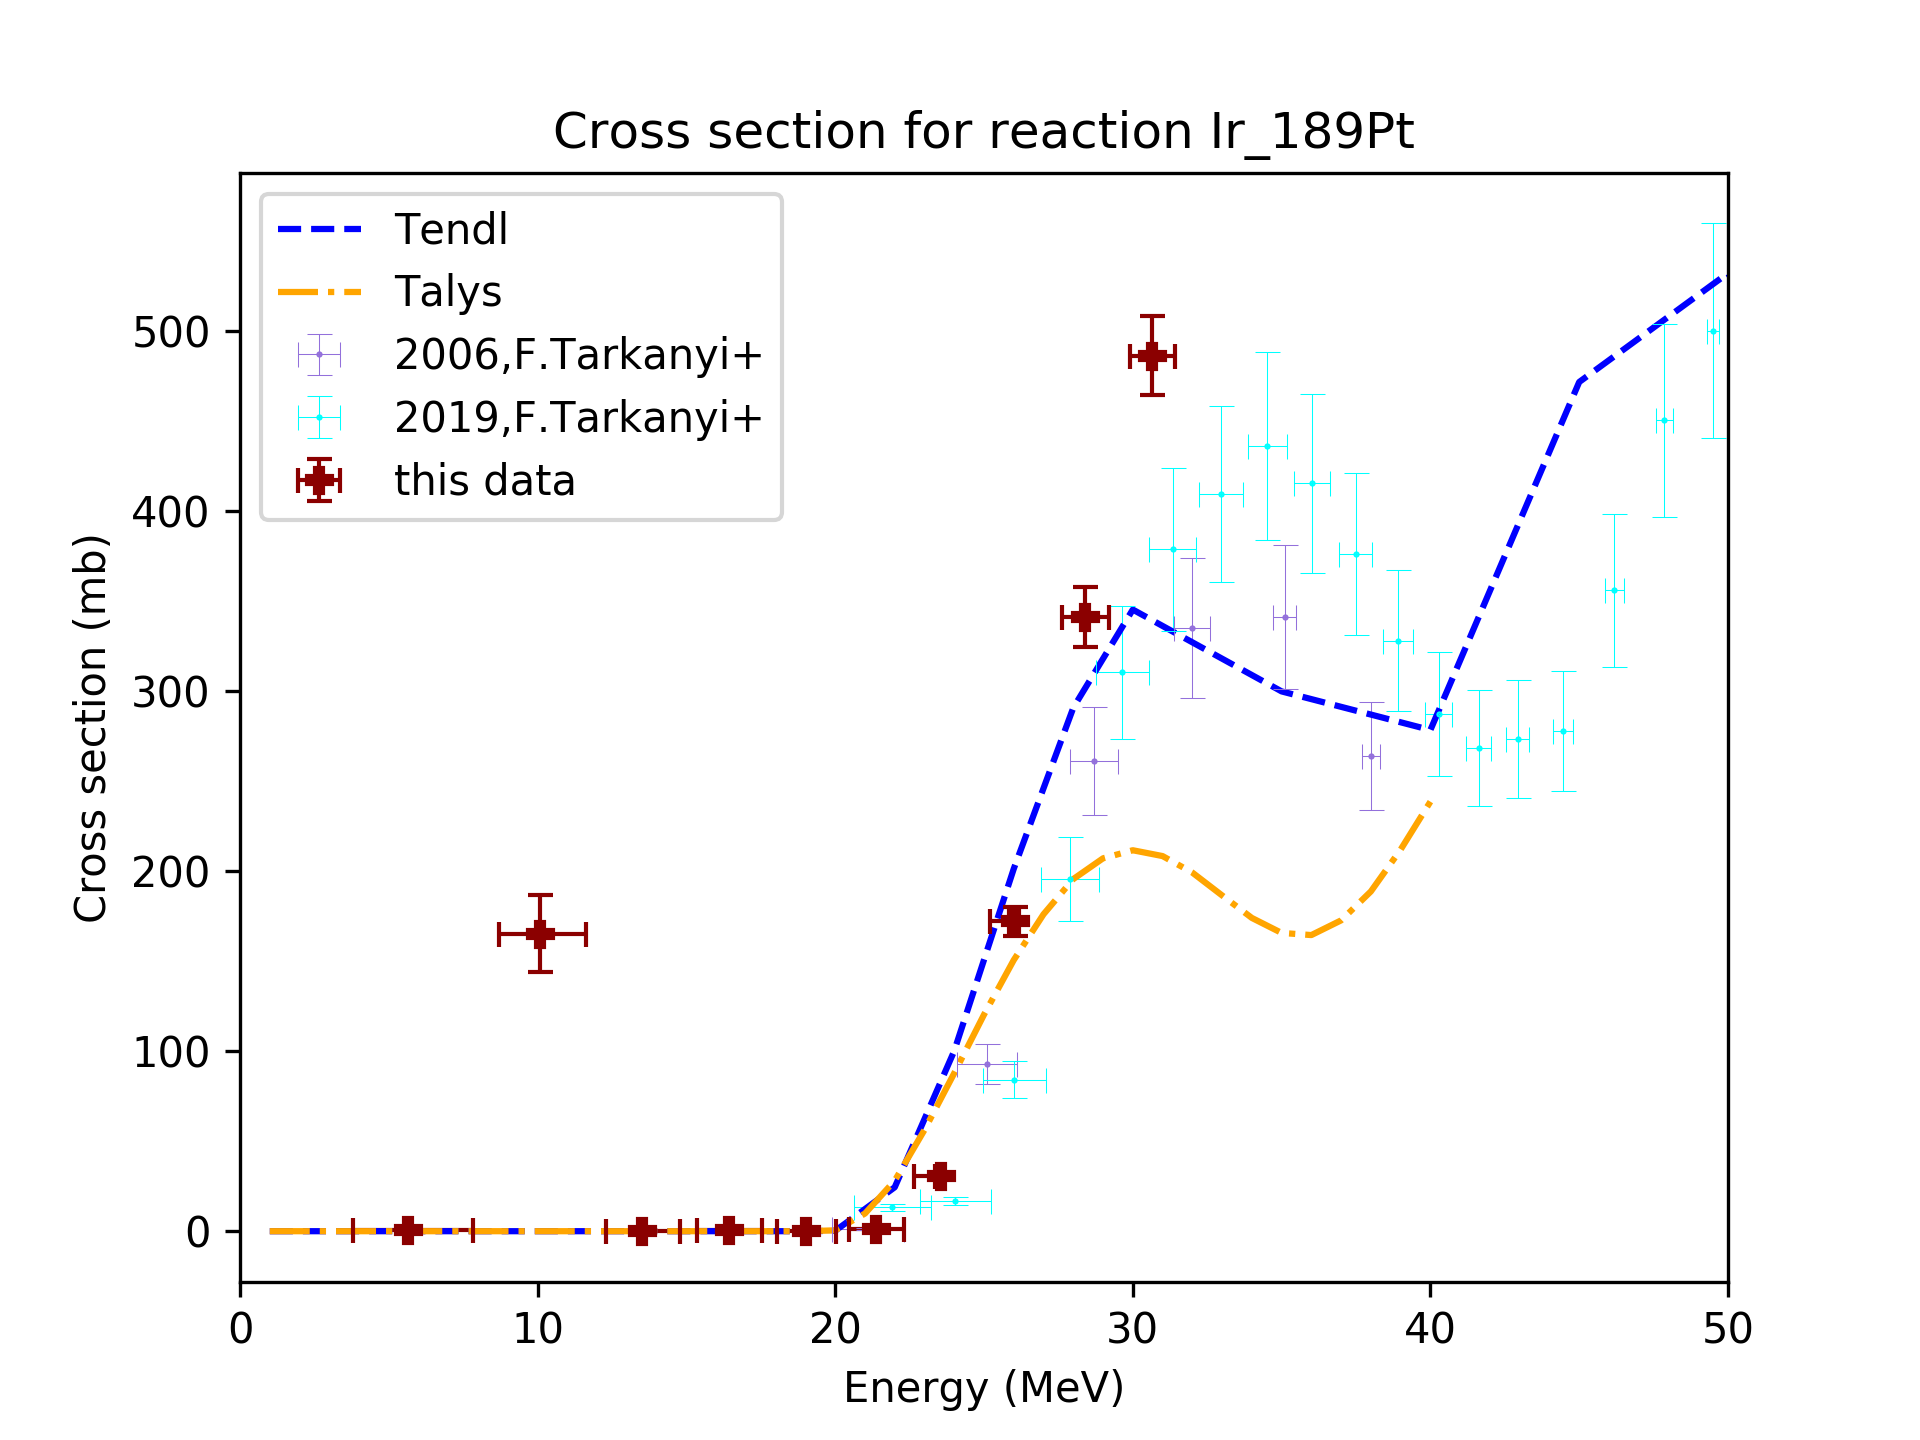 Cross section for reaction Ir_189Pt
Tendl
Talys
2006,F.Tarkanyi+
2019,F.Tarkanyi+
this data
Cross section (mb)
500
400
300
200
100
0
0 10 20 30 40 50
Energy (MeV)